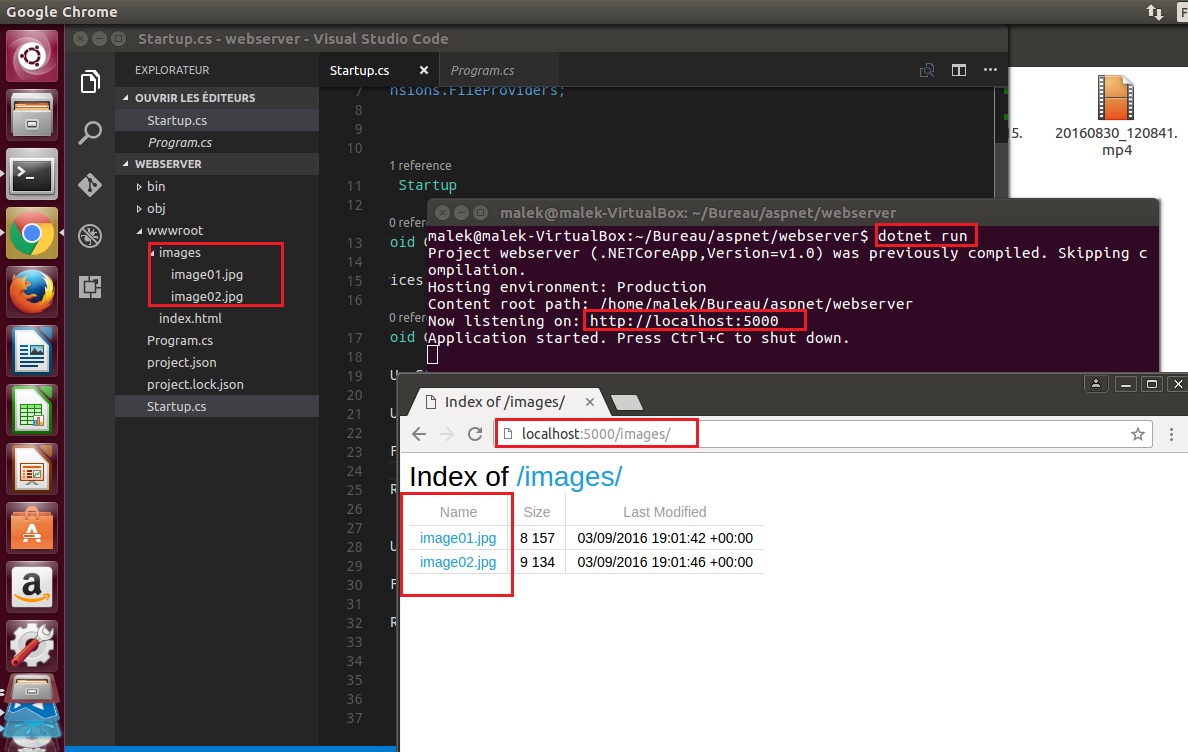 Google Chrome
Startup.cs - webserver - Visual Studio Code
EXPLORATEUR
OUVRIR LES ÉDITEURS
Startup.cs
Program.cs
WEBSERVER
bin
obj
wwwroot
images
image01.jpg
image02.jpg
index.html
Program.cs
project.json
project.lock.json
Startup.cs
Startup.cs
Program.cs
7 nsions.FileProviders;
8
9
10
1 reference
11 Startup
12
0 refer
13 oid
14
15 ices
16
0 refer
17 oid
18
19
20
21
22
23
24
25
26
27
28
29
30
31
32
33
34
35
36
37
5.
20160830_120841.
mp4
malek@malek-VirtualBox: ~/Bureau/aspnet/webserver
malek@malek-VirtualBox:~/Bureau/aspnet/webserver$ dotnet run
Project webserver (.NETCoreApp,Version=v1.0) was previously compiled. Skipping c
ompilation.
Hosting environment: Production
Content root path: /home/malek/Bureau/aspnet/webserver
Now listening on: http://localhost:5000
Application started. Press Ctrl+C to shut down.
Index of /images/
localhost:5000/images/
Index of /images/
Name Size Last Modified
image01.jpg 8 157 03/09/2016 19:01:42 +00:00
image02.jpg 9 134 03/09/2016 19:01:46 +00:00